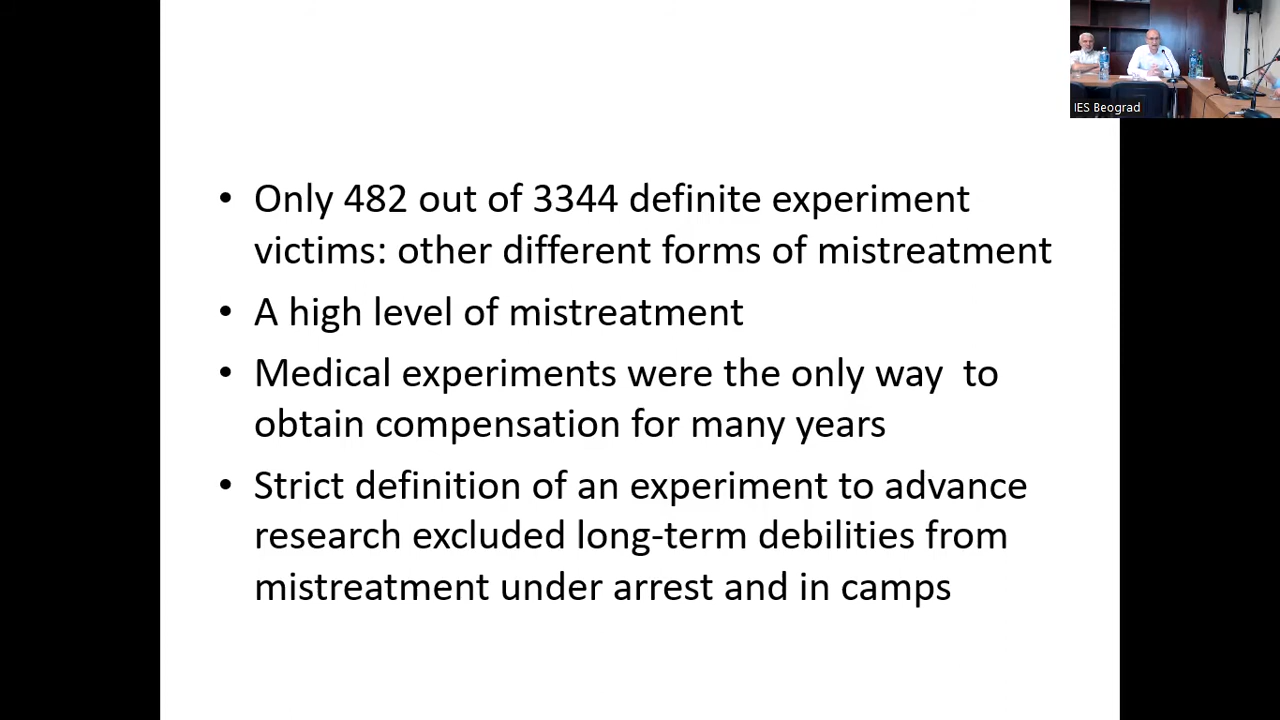 IES Beograd
• Only 482 out of 3344 definite experiment
victims: other different forms of mistreatment
• A high level of mistreatment
• Medical experiments were the only way  to
obtain compensation for many years
• Strict definition of an experiment to advance
research excluded long-term debilities from
mistreatment under arrest and in camps